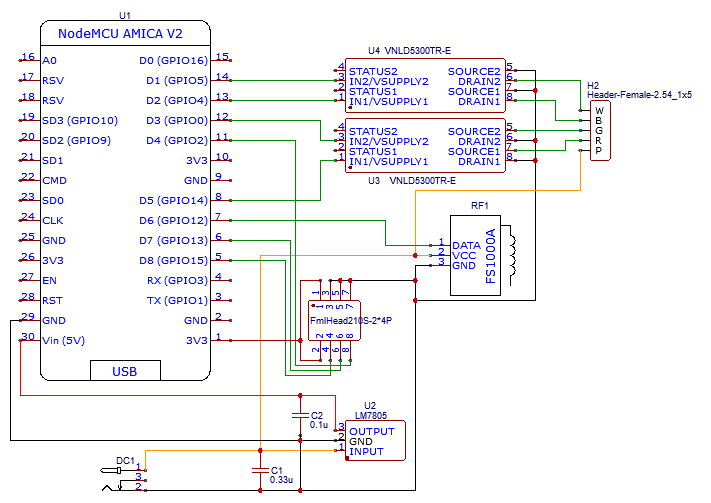 U1
NodeMCU AMICA V2
16 A0 D0 (GPIO16) 15
17 RSV D1 (GPIO5) 14
18 RSV D2 (GPIO4) 13
19 SD3 (GPIO10) D3 (GPIO0) 12
20 SD2 (GPIO9) D4 (GPIO2) 11
21 SD1 3V3 10
22 CMD GND 9
23 SD0 D5 (GPIO14) 8
24 CLK D6 (GPIO12) 7
25 GND D7 (GPIO13) 6
26 3V3 D8 (GPIO15) 5
27 EN RX (GPIO3) 4
28 RST TX (GPIO1) 3
29 GND GND 2
30 Vin (5V) 3V3 1
USB
U4 VNLD5300TR-E
4 STATUS2 SOURCE2 5
3 IN2/VSUPPLY2 DRAIN2 6
2 STATUS1 SOURCE1 7
1 IN1/VSUPPLY1 DRAIN1 8
4 STATUS2 SOURCE2 5
3 IN2/VSUPPLY2 DRAIN2 6
2 STATUS1 SOURCE1 7
1 IN1/VSUPPLY1 DRAIN1 8
U3 VNLD5300TR-E
H2
Header-Female-2.54_1x5
W
B
G
R
P
RF1
1 DATA
2 VCC
3 GND
FS1000A
1 3 5 7
1 3 5 7
FmlHead210S-2*4P
2 4 6 8
2 4 6 8
C2
0.1u
U2
LM7805
3 OUTPUT
2 GND
1 INPUT
DC1
1
3
2
C1
0.33u